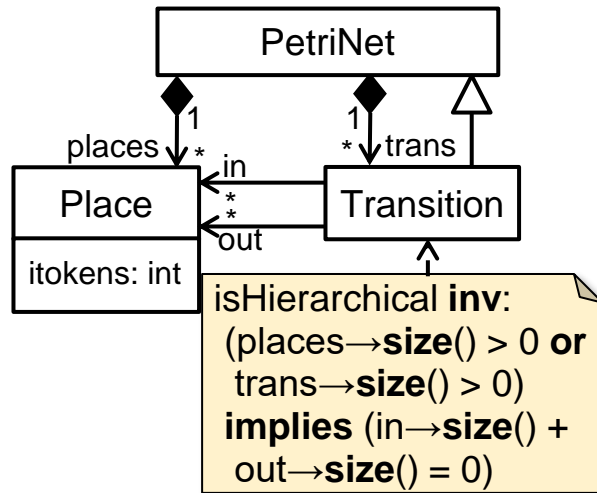 PetriNet
1
1
places
*
*
trans
in
*
Place
Transition
*
out
itokens: int
isHierarchical inv:
(places→size() > 0 or
trans→size() > 0)
implies (in→size() +
out→size() = 0)